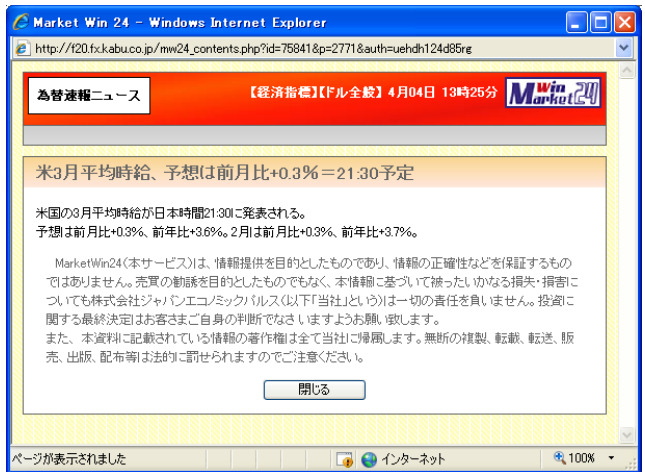 Market Win 24 - Windows Internet Explorer
http://f20.fx.kabu.co.jp/mw24_contents.php?id=75841&p=2771&auth=uehdh124d85rg
為替速報ニュース
【経済指標】【ドル全般】 4月04日 13時25分
Win Market24
米3月平均時給、予想は前月比+0.3%＝21:30予定
米国の3月平均時給が日本時間21:30に発表される。
予想は前月比+0.3%、前年比+3.6%。2月は前月比+0.3%、前年比+3.7%。
MarketWin24(本サービス)は、情報提供を目的としたものであり、情報の正確性などを保証するもの
ではありません。売買の勧誘を目的としたものでもなく、本情報に基づいて被ったいかなる損失・損害に
ついても株式会社ジャパンエコノミックパルス(以下「当社」という)は一切の責任を負いません。投資に
関する最終決定はお客さまご自身の判断でなさいますようお願い致します。
また、本資料に記載されている情報の著作権は全て当社に帰属します。無断の複製、転載、転送、販
売、出版、配布等は法的に罰せられますのでご注意ください。
閉じる
ページが表示されました
インターネット
100%